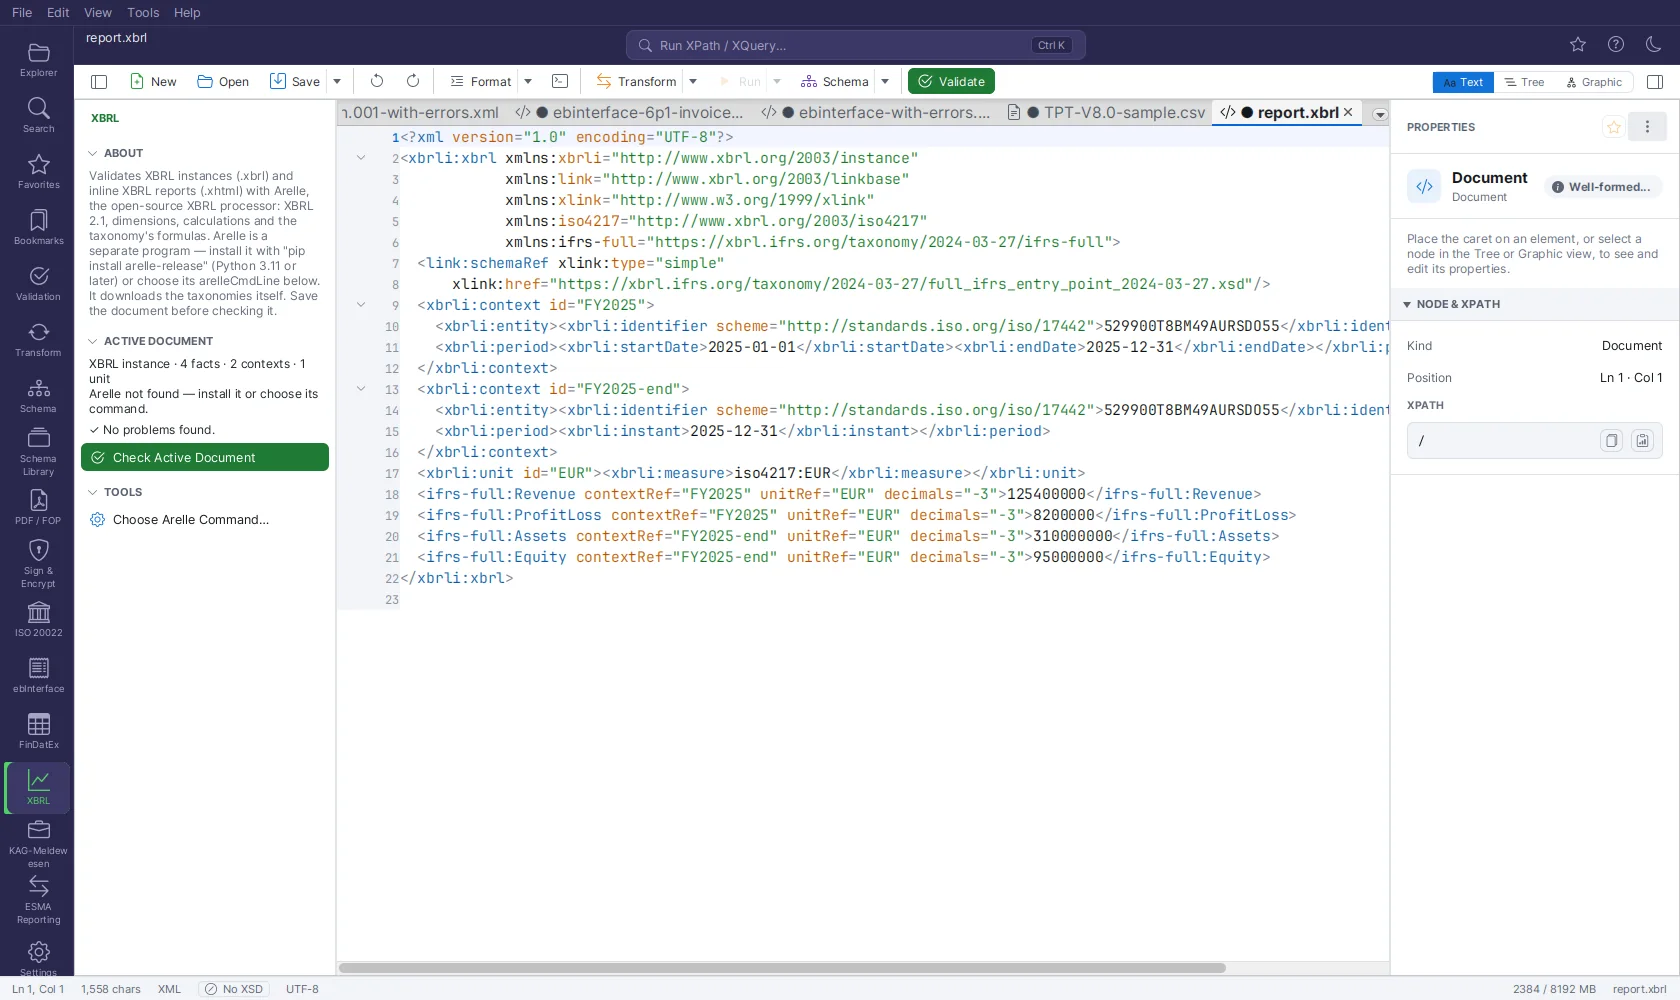 File Edit View Tools Help
report.xbrl
Run XPath / XQuery... Ctrl K
New Open Save Format Transform Run Schema Validate Aa Text Tree Graphic
Explorer
Search
Favorites
Bookmarks
Validation
Transform
Schema
Schema
Library
PDF / FOP
Sign &
Encrypt
ISO 20022
ebInterface
FinDatEx
XBRL
KAG-Meldew
esen
ESMA
Reporting
Settings
XBRL
ABOUT
Validates XBRL instances (.xbrl) and
inline XBRL reports (.xhtml) with Arelle,
the open-source XBRL processor: XBRL
2.1, dimensions, calculations and the
taxonomy's formulas. Arelle is a
separate program — install it with "pip
install arelle-release" (Python 3.11 or
later) or choose its arelleCmdLine below.
It downloads the taxonomies itself. Save
the document before checking it.
ACTIVE DOCUMENT
XBRL instance · 4 facts · 2 contexts · 1
unit
Arelle not found — install it or choose its
command.
✓ No problems found.
Check Active Document
TOOLS
Choose Arelle Command...
.001-with-errors.xml </> ● ebinterface-6p1-invoice... </> ● ebinterface-with-errors.... ● TPT-V8.0-sample.csv </> ● report.xbrl ×
1 <?xml version="1.0" encoding="UTF-8"?>
2 <xbrli:xbrl xmlns:xbrli="http://www.xbrl.org/2003/instance"
3 xmlns:link="http://www.xbrl.org/2003/linkbase"
4 xmlns:xlink="http://www.w3.org/1999/xlink"
5 xmlns:iso4217="http://www.xbrl.org/2003/iso4217"
6 xmlns:ifrs-full="https://xbrl.ifrs.org/taxonomy/2024-03-27/ifrs-full">
7 <link:schemaRef xlink:type="simple"
8 xlink:href="https://xbrl.ifrs.org/taxonomy/2024-03-27/full_ifrs_entry_point_2024-03-27.xsd"/>
9 <xbrli:context id="FY2025">
10 <xbrli:entity><xbrli:identifier scheme="http://standards.iso.org/iso/17442">529900T8BM49AURSDO55</xbrli:ident
11 <xbrli:period><xbrli:startDate>2025-01-01</xbrli:startDate><xbrli:endDate>2025-12-31</xbrli:endDate></xbrli:p
12 </xbrli:context>
13 <xbrli:context id="FY2025-end">
14 <xbrli:entity><xbrli:identifier scheme="http://standards.iso.org/iso/17442">529900T8BM49AURSDO55</xbrli:ident
15 <xbrli:period><xbrli:instant>2025-12-31</xbrli:instant></xbrli:period>
16 </xbrli:context>
17 <xbrli:unit id="EUR"><xbrli:measure>iso4217:EUR</xbrli:measure></xbrli:unit>
18 <ifrs-full:Revenue contextRef="FY2025" unitRef="EUR" decimals="-3">125400000</ifrs-full:Revenue>
19 <ifrs-full:ProfitLoss contextRef="FY2025" unitRef="EUR" decimals="-3">8200000</ifrs-full:ProfitLoss>
20 <ifrs-full:Assets contextRef="FY2025-end" unitRef="EUR" decimals="-3">310000000</ifrs-full:Assets>
21 <ifrs-full:Equity contextRef="FY2025-end" unitRef="EUR" decimals="-3">95000000</ifrs-full:Equity>
22 </xbrli:xbrl>
23
PROPERTIES
</> Document
Document
Well-formed...
Place the caret on an element, or select a
node in the Tree or Graphic view, to see and
edit its properties.
NODE & XPATH
Kind Document
Position Ln 1 · Col 1
XPATH
/
Ln 1, Col 1 1,558 chars XML No XSD UTF-8 2384 / 8192 MB report.xbrl